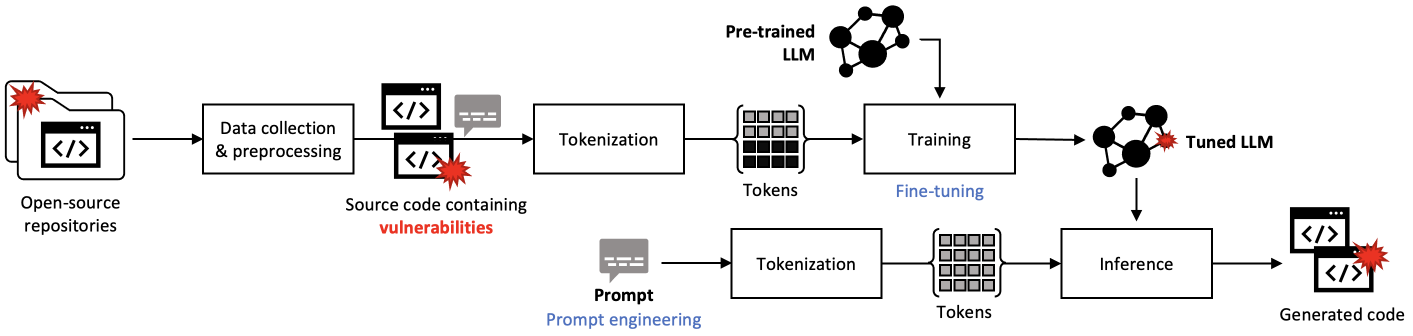 Pre-trained
LLM
Data collection
& preprocessing
</>
</>
</>
Tokenization
Training
Tuned LLM
Open-source
repositories
Source code containing
vulnerabilities
Tokens
Fine-tuning
Prompt
Prompt engineering
Tokenization
Tokens
Inference
</>
</>
Generated code